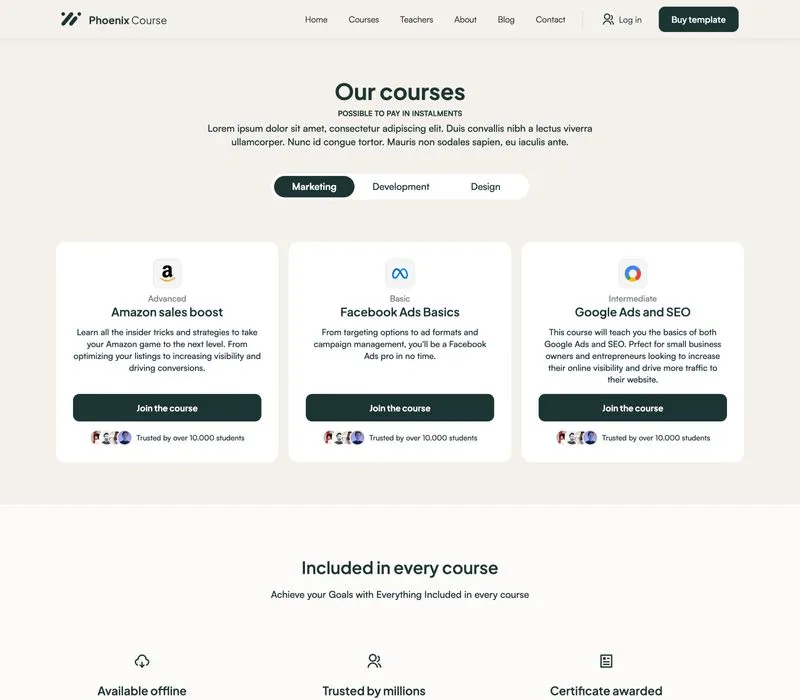 Phoenix Course
Home
Courses
Teachers
About
Blog
Contact
Log in
Buy template
Our courses
POSSIBLE TO PAY IN INSTALMENTS
Lorem ipsum dolor sit amet, consectetur adipiscing elit. Duis convallis nibh a lectus viverra
ullamcorper. Nunc id congue tortor. Mauris non sodales sapien, eu iaculis ante.
Marketing
Development
Design
a
Advanced
Amazon sales boost
Learn all the insider tricks and strategies to take
your Amazon game to the next level. From
optimizing your listings to increasing visibility and
driving conversions.
Join the course
Trusted by over 10.000 students
Basic
Facebook Ads Basics
From targeting options to ad formats and
campaign management, you'll be a Facebook
Ads pro in no time.
Join the course
Trusted by over 10.000 students
Intermediate
Google Ads and SEO
This course will teach you the basics of both
Google Ads and SEO. Prfect for small business
owners and entrepreneurs looking to increase
their online visibility and drive more traffic to
their website.
Join the course
Trusted by over 10.000 students
Included in every course
Achieve your Goals with Everything Included in every course
Available offline
Trusted by millions
Certificate awarded